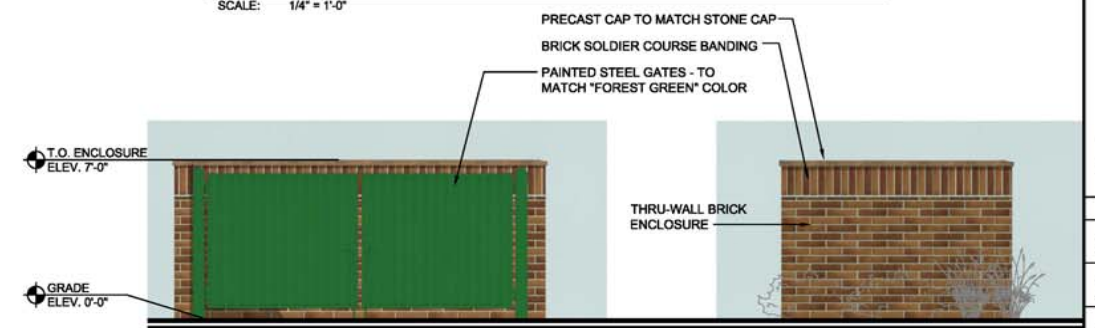 SCALE: 1/4" = 1'-0"
PRECAST CAP TO MATCH STONE CAP
BRICK SOLDIER COURSE BANDING
PAINTED STEEL GATES - TO
MATCH "FOREST GREEN" COLOR
T.O. ENCLOSURE
ELEV. 7'-0"
THRU-WALL BRICK
ENCLOSURE
GRADE
ELEV. 0'-0"